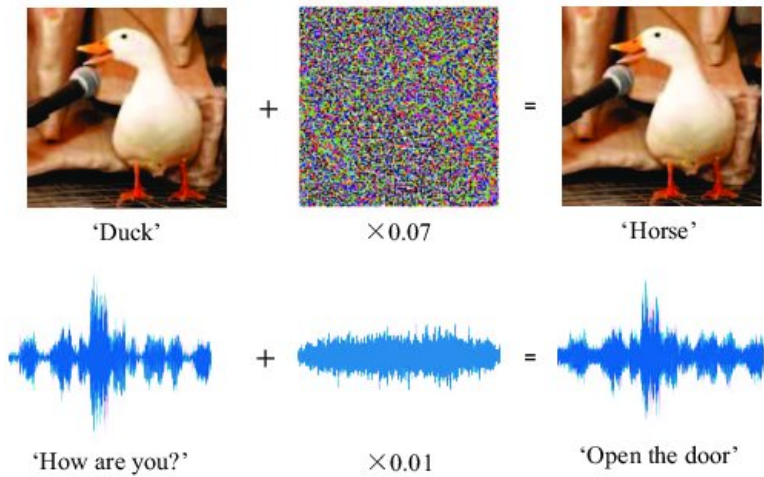 + =
‘Duck’ ×0.07 ‘Horse’
+ =
‘How are you?’ ×0.01 ‘Open the door’